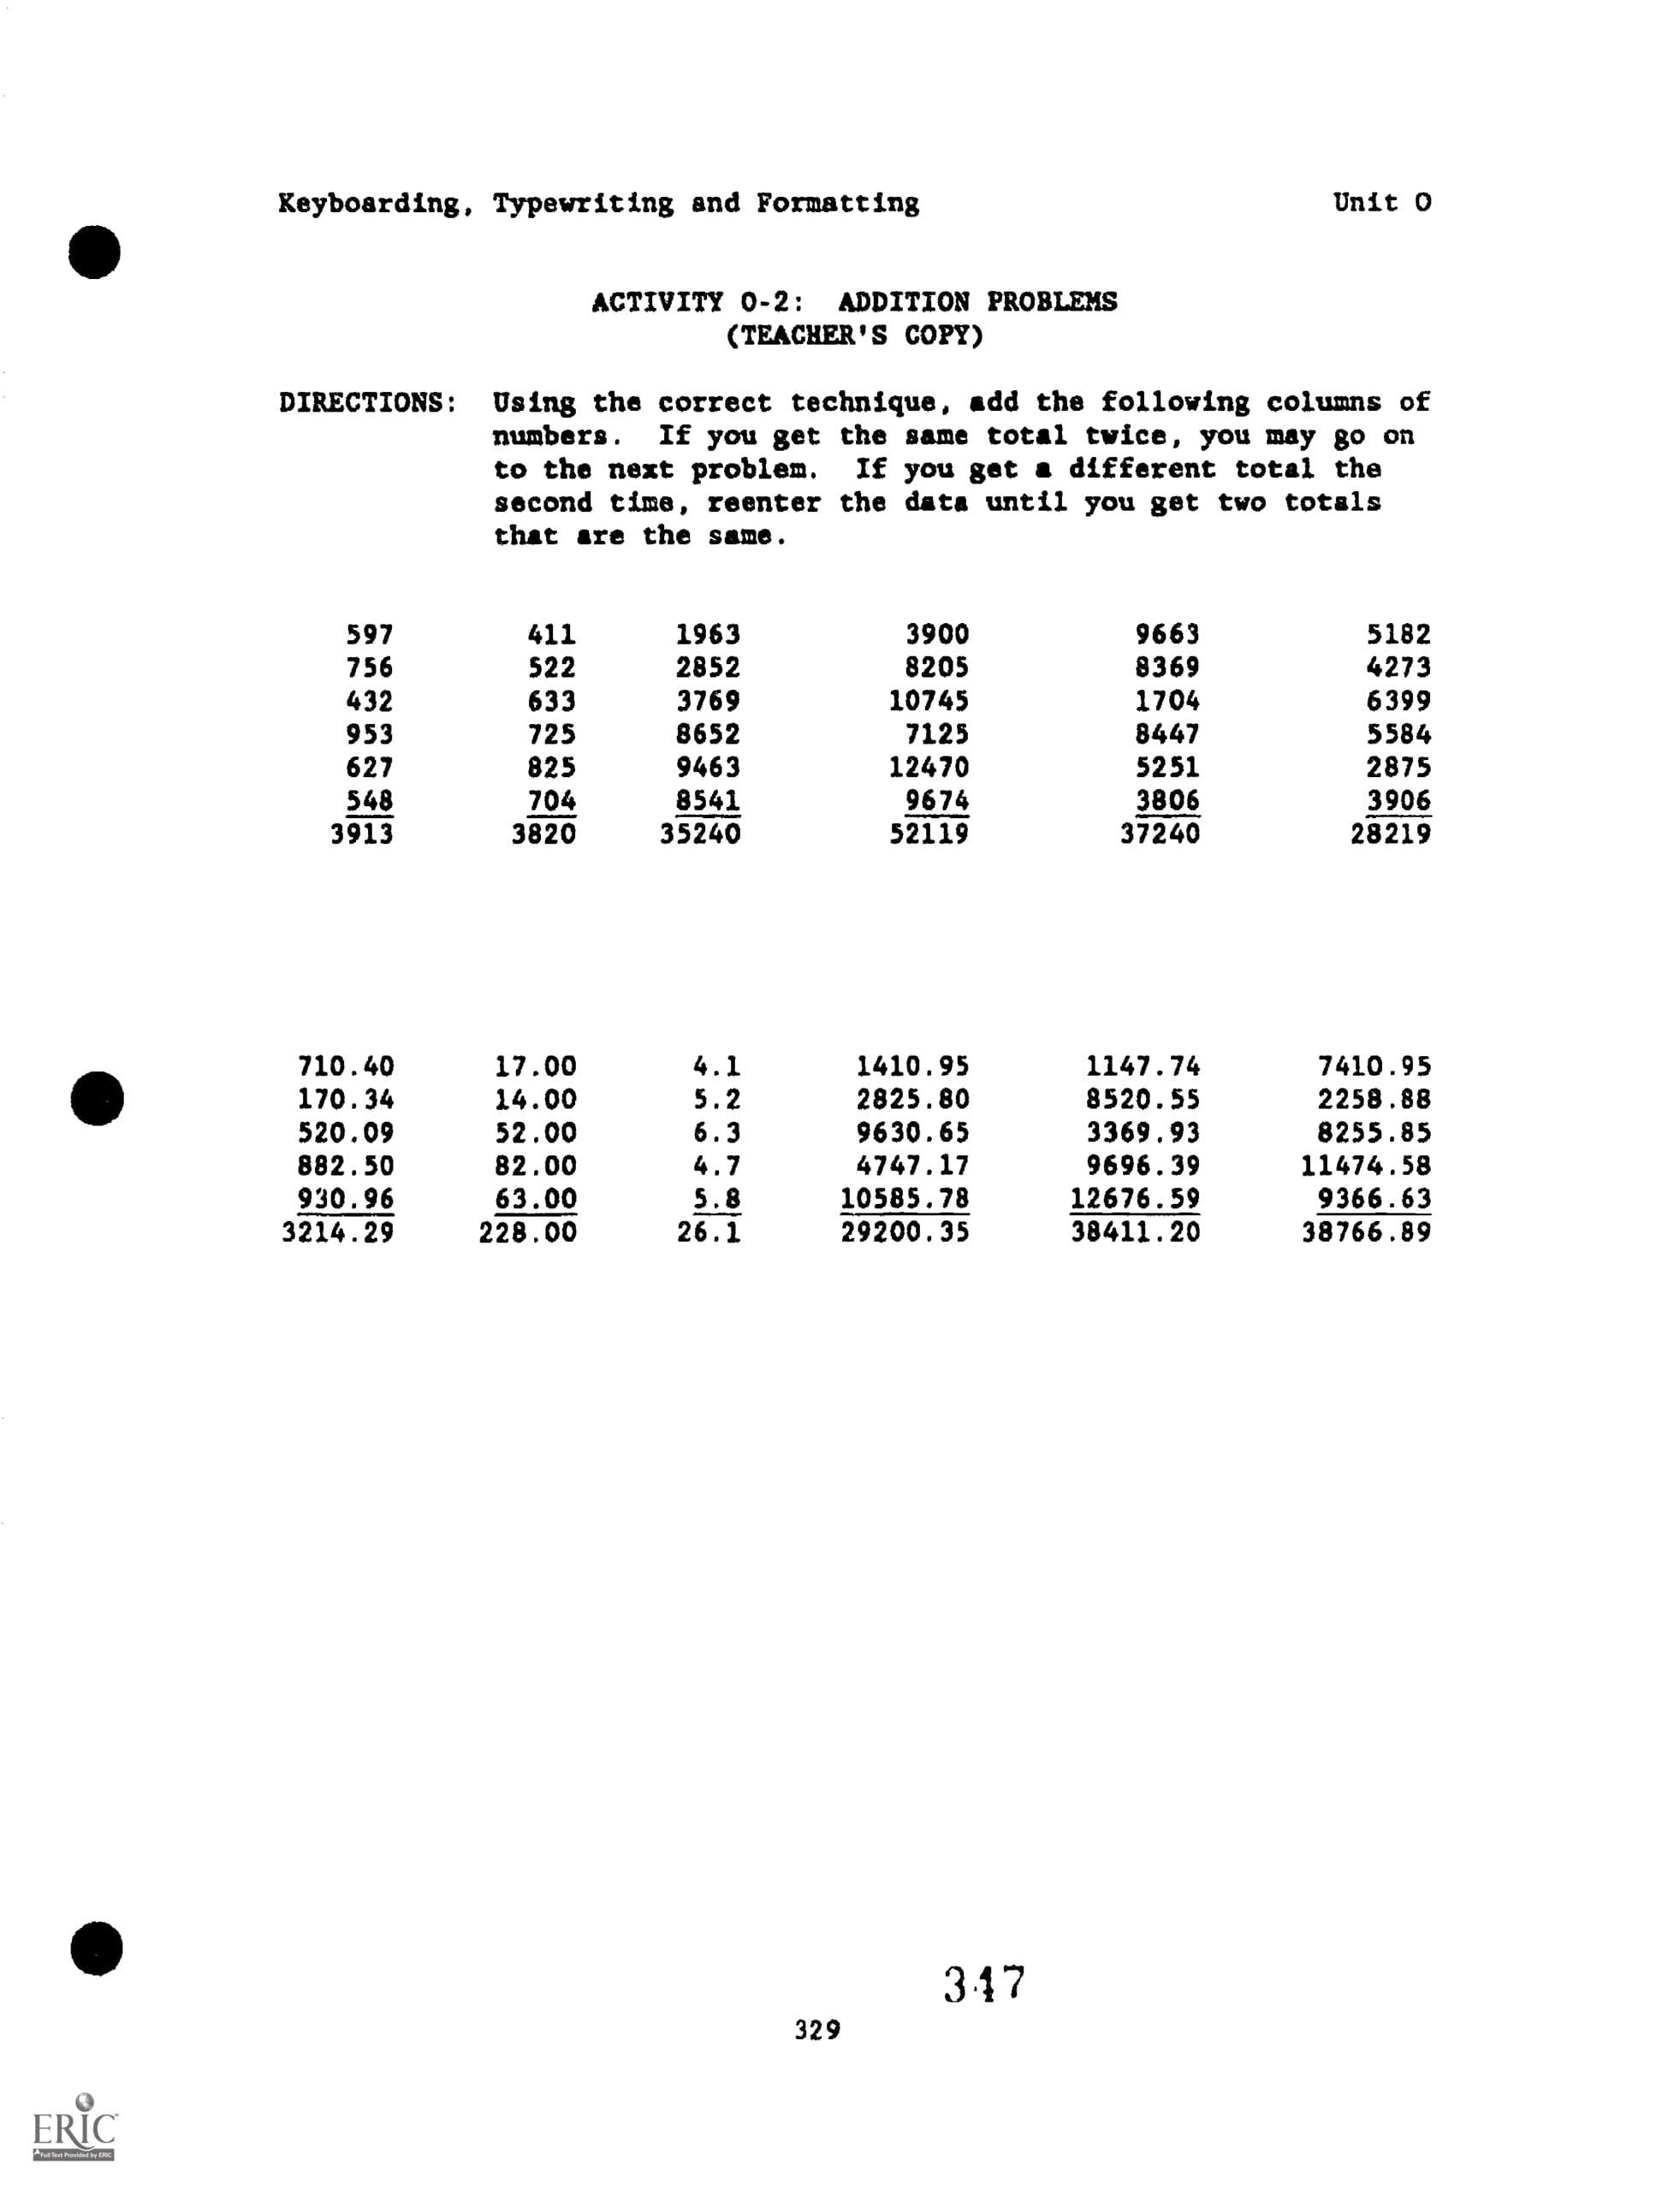 Keyboarding, Typewriting and Formatting Unit O
ACTIVITY O-2: ADDITION PROBLEMS
(TEACHER'S COPY)
DIRECTIONS: Using the correct technique, add the following columns of
numbers. If you get the same total twice, you may go on
to the next problem. If you get a different total the
second time, reenter the data until you get two totals
that are the same.
597 411 1963 3900 9663 5182
756 522 2852 8205 8369 4273
432 633 3769 10745 1704 6399
953 725 8652 7125 8447 5584
627 825 9463 12470 5251 2875
548 704 8541 9674 3806 3906
3913 3820 35240 52119 37240 28219
710.40 17.00 4.1 1410.95 1147.74 7410.95
170.34 14.00 5.2 2825.80 8520.55 2258.88
520.09 52.00 6.3 9630.65 3369.93 8255.85
882.50 82.00 4.7 4747.17 9696.39 11474.58
930.96 63.00 5.8 10585.78 12676.59 9366.63
3214.29 228.00 26.1 29200.35 38411.20 38766.89
347
329
ERIC
Full Text Provided by ERIC